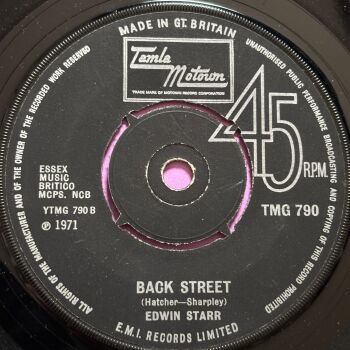 MADE IN GT. BRITAIN
UNAUTHORISED PUBLIC PERFORMANCE BROADCASTING AND COPYING OF THIS RECORD PROHIBITED
ALL RIGHTS OF THE MANUFACTURER AND OF THE OWNER OF THE RECORDED WORK RESERVED
Tamla
Motown
TRADE MARK OF MOTOWN RECORD CORPORATION
45
R.P.M.
ESSEX
MUSIC
BRITICO
MCPS. NCB
YTMG 790 B
℗ 1971
TMG 790
BACK STREET
(Hatcher—Sharpley)
EDWIN STARR
E.M.I. RECORDS LIMITED